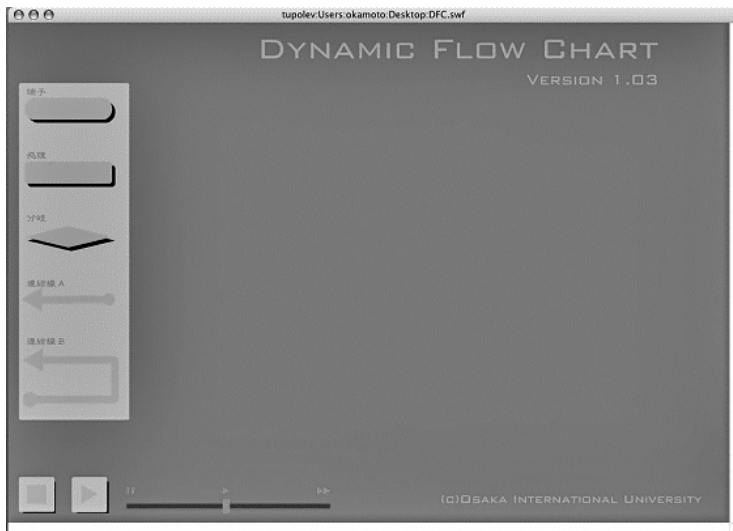 tupolev:Users:okamoto:Desktop:DFC.swf
DYNAMIC FLOW CHART
VERSION 1.03
端子
処理
分岐
連結線 A
連結線 B
(C)OSAKA INTERNATIONAL UNIVERSITY